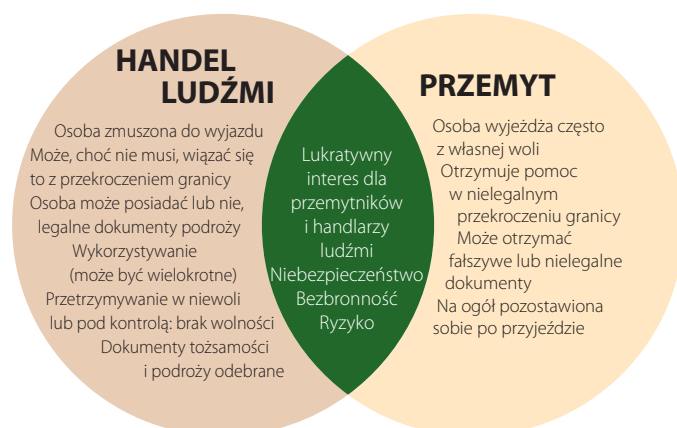 HANDEL
LUDŹMI
Osoba zmuszona do wyjazdu
Może, choć nie musi, wiązać się
to z przekroczeniem granicy
Osoba może posiadać lub nie,
legalne dokumenty podroży
Wykorzystywanie
(może być wielokrotne)
Przetrzymywanie w niewoli
lub pod kontrolą: brak wolności
Dokumenty tożsamości
i podroży odebrane
Lukratywny
interes dla
przemytników
i handlarzy
ludźmi
Niebezpieczeństwo
Bezbronność
Ryzyko
PRZEMYT
Osoba wyjeżdża często
z własnej woli
Otrzymuje pomoc
w nielegalnym
przekroczeniu granicy
Może otrzymać
fałszywe lub nielegalne
dokumenty
Na ogół pozostawiona
sobie po przyjeździe